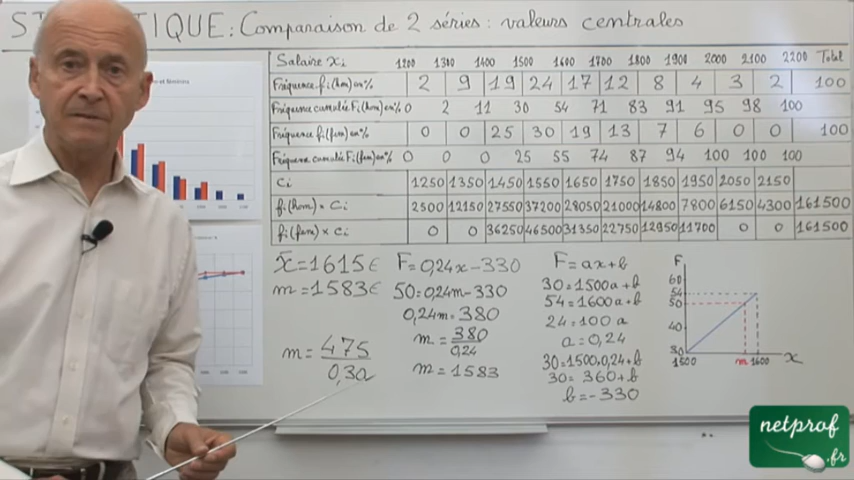 ST TIQUE: Comparaison de 2 séries: valeurs centrales
Salaire xi 1200 1300 1400 1500 1600 1700 1800 1900 2000 2100 2200 Total
Fréquence fi(hom) en % 2 9 19 24 17 12 8 4 3 2 100
Fréquence cumulée Fi(hom) en % 0 2 11 30 54 71 83 91 95 98 100
Fréquence fi(fem) en % 0 0 25 30 19 13 7 6 0 0 100
Fréquence cumulée Fi(fem) en % 0 0 0 25 55 74 87 94 100 100 100
Ci 1250 1350 1450 1550 1650 1750 1850 1950 2050 2150
fi(hom) × Ci 2500 12150 27550 37200 28050 21000 14800 7800 6150 4300 161500
fi(fem) × Ci 0 0 36250 46500 31350 22750 12950 11700 0 0 161500
x̄=1615€
m=1583€
m=475/0,30
F=0,24x-330
50=0,24m-330
0,24m=380
m=380/0,24
m=1583
F=ax+b
30=1500a+b
54=1600a+b
24=100a
a=0,24
30=1500.0,24+b
30=360+b
b=-330
F
60
54
50
40
30
1500 m 1600 x
netprof
.fr